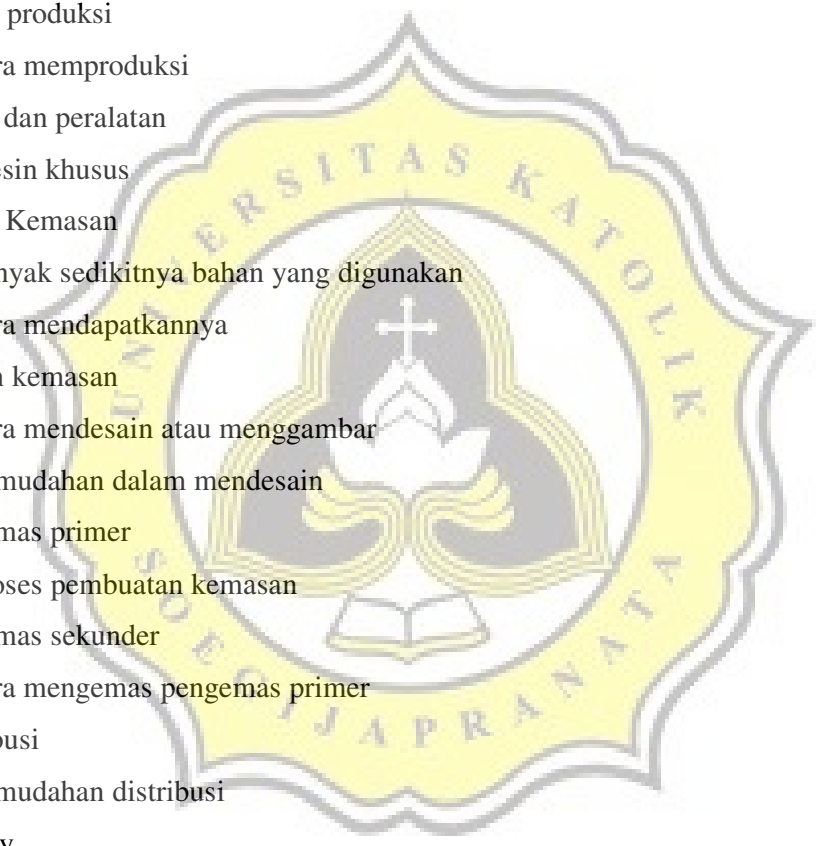 produksi
ra memproduksi
dan peralatan
esin khusus
Kemasan
nyak sedikitnya bahan yang digunakan
ra mendapatkannya
n kemasan
ra mendesain atau menggambar
mudahan dalam mendesain
mas primer
oses pembuatan kemasan
mas sekunder
ra mengemas pengemas primer
busi
mudahan distribusi
UNIVERSITAS KATOLIK
SOEGIJAPRANATA